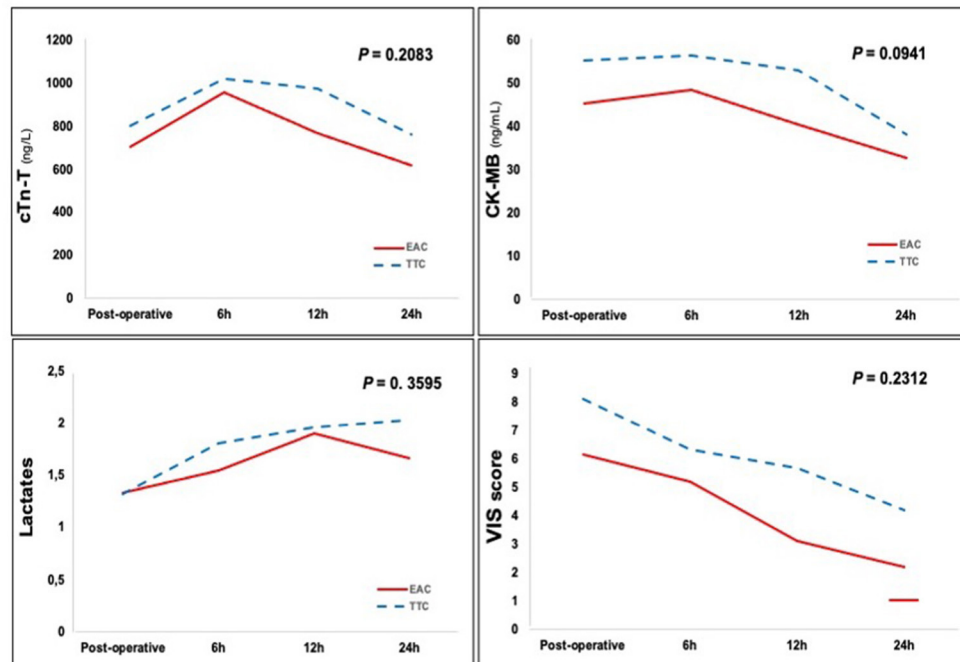 P = 0.2083
cTn-T (ng/L)
1200
1000
800
600
400
200
0
EAC
TTC
Post-operative 6h 12h 24h
P = 0.0941
CK-MB (ng/mL)
60
50
40
30
20
10
0
EAC
TTC
Post-operative 6h 12h 24h
P = 0. 3595
Lactates
2,5
2
1,5
1
0,5
0
EAC
TTC
Post-operative 6h 12h 24h
P = 0.2312
VIS score
9
8
7
6
5
4
3
2
1
0
Post-operative 6h 12h 24h